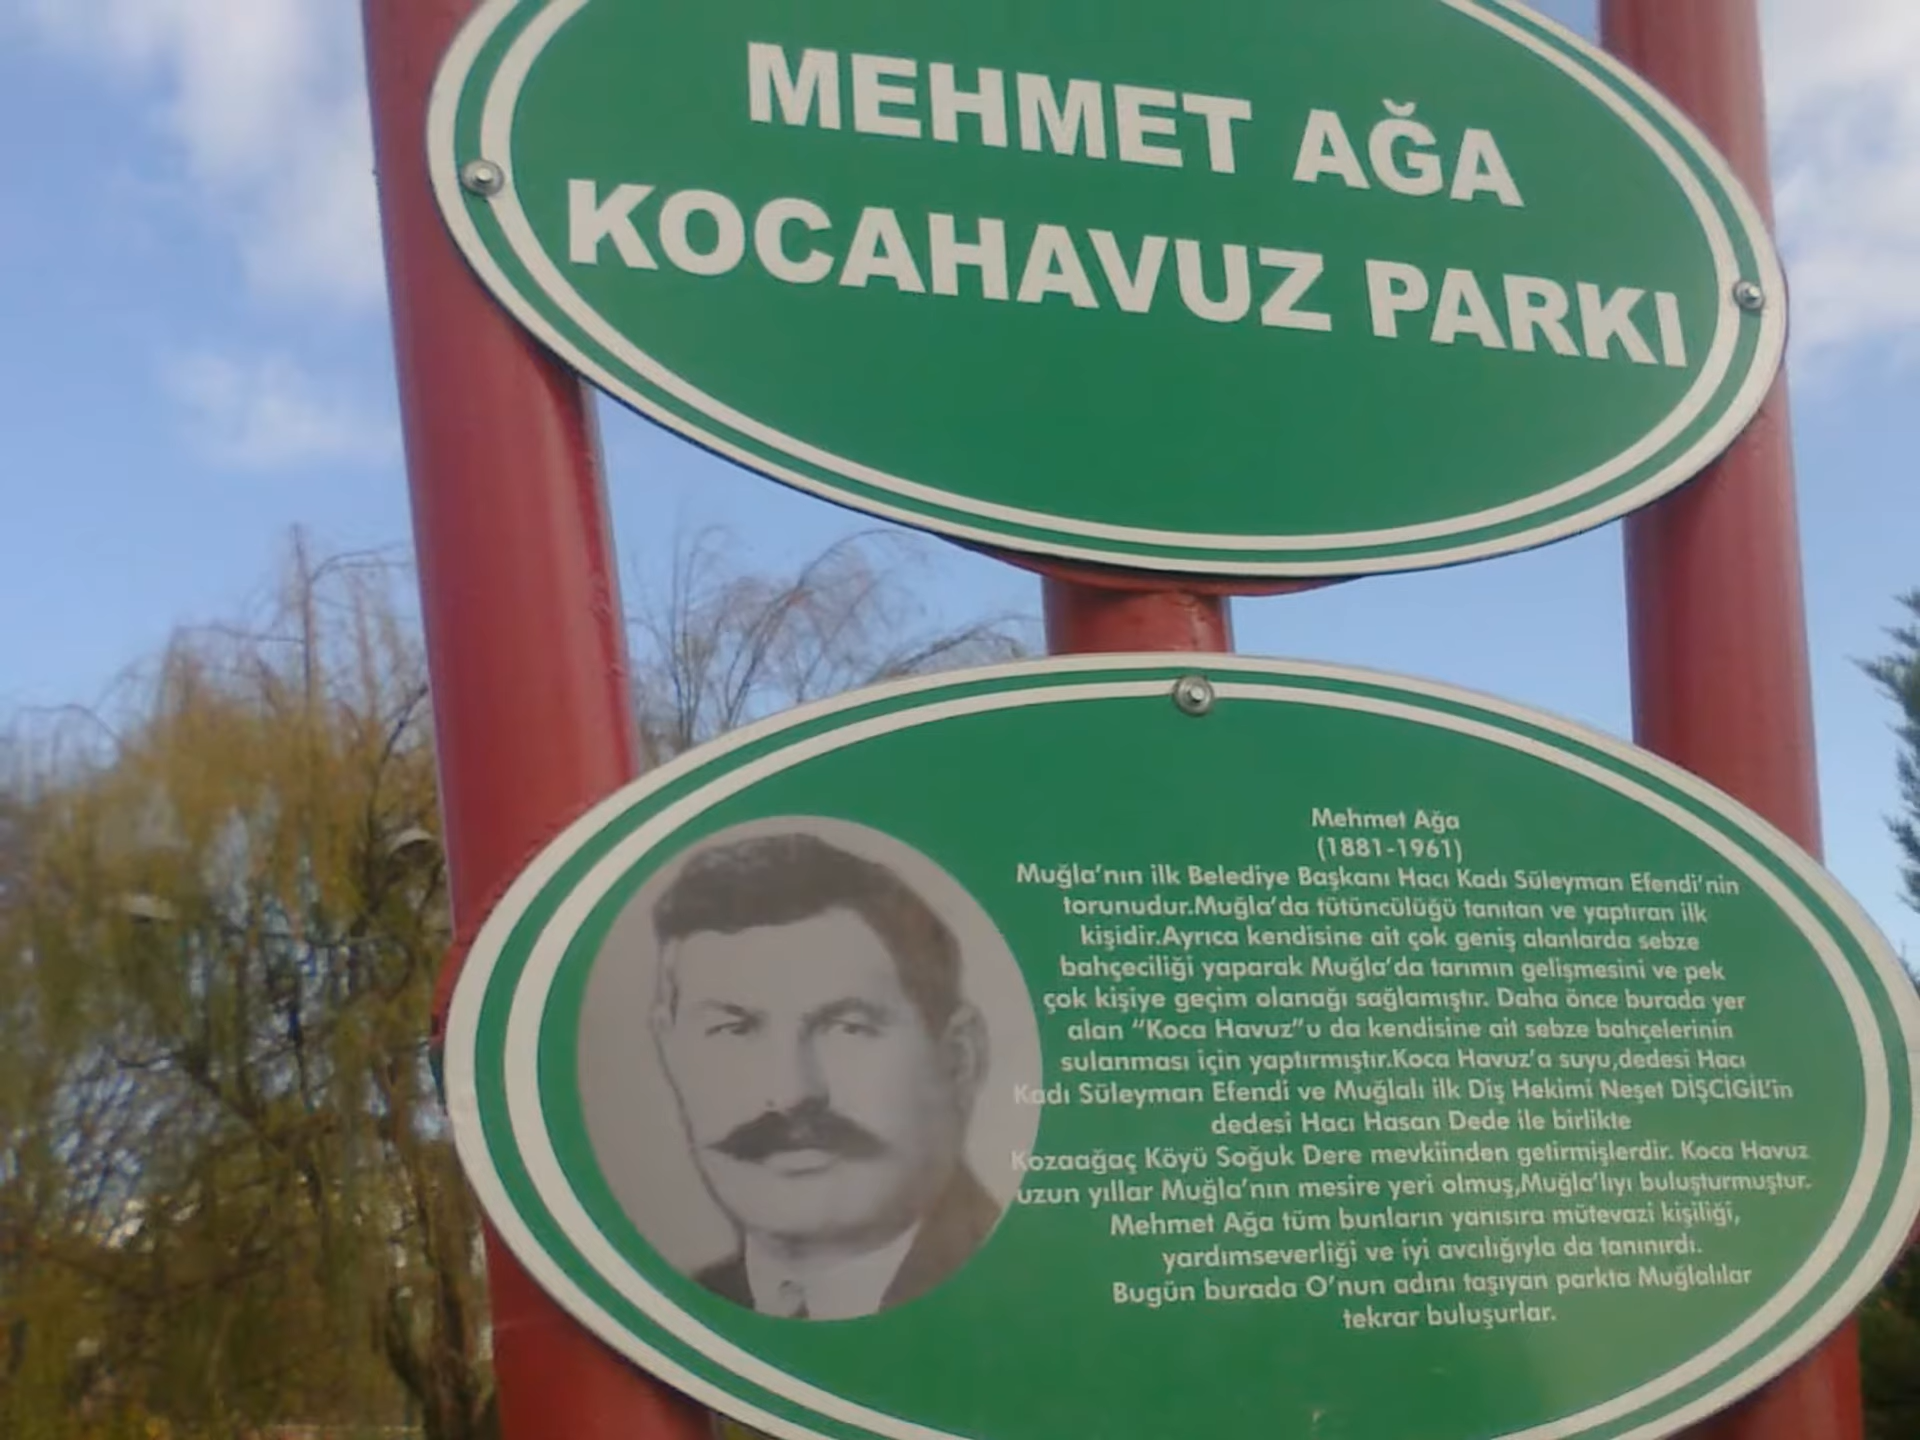 MEHMET AĞA
KOCAHAVUZ PARKI
Mehmet Ağa
(1881-1961)
Muğla'nın ilk Belediye Başkanı Hacı Kadı Süleyman Efendi'nin
torunudur.Muğla'da tütüncülüğü tanıtan ve yaptıran ilk
kişidir.Ayrıca kendisine ait çok geniş alanlarda sebze
bahçeciliği yaparak Muğla'da tarımın gelişmesini ve pek
çok kişiye geçim olanağı sağlamıştır. Daha önce burada yer
alan "Koca Havuz"u da kendisine ait sebze bahçelerinin
sulanması için yaptırmıştır.Koca Havuz'a suyu,dedesi Hacı
Kadı Süleyman Efendi ve Muğlalı ilk Diş Hekimi Neşet DİŞCİGİL'in
dedesi Hacı Hasan Dede ile birlikte
Kozaağaç Köyü Soğuk Dere mevkiinden getirmişlerdir. Koca Havuz
uzun yıllar Muğla'nın mesire yeri olmuş,Muğla'lıyı buluşturmuştur.
Mehmet Ağa tüm bunların yanısıra mütevazi kişiliği,
yardımseverliği ve iyi avcılığıyla da tanınırdı.
Bugün burada O'nun adını taşıyan parkta Muğlalılar
tekrar buluşurlar.